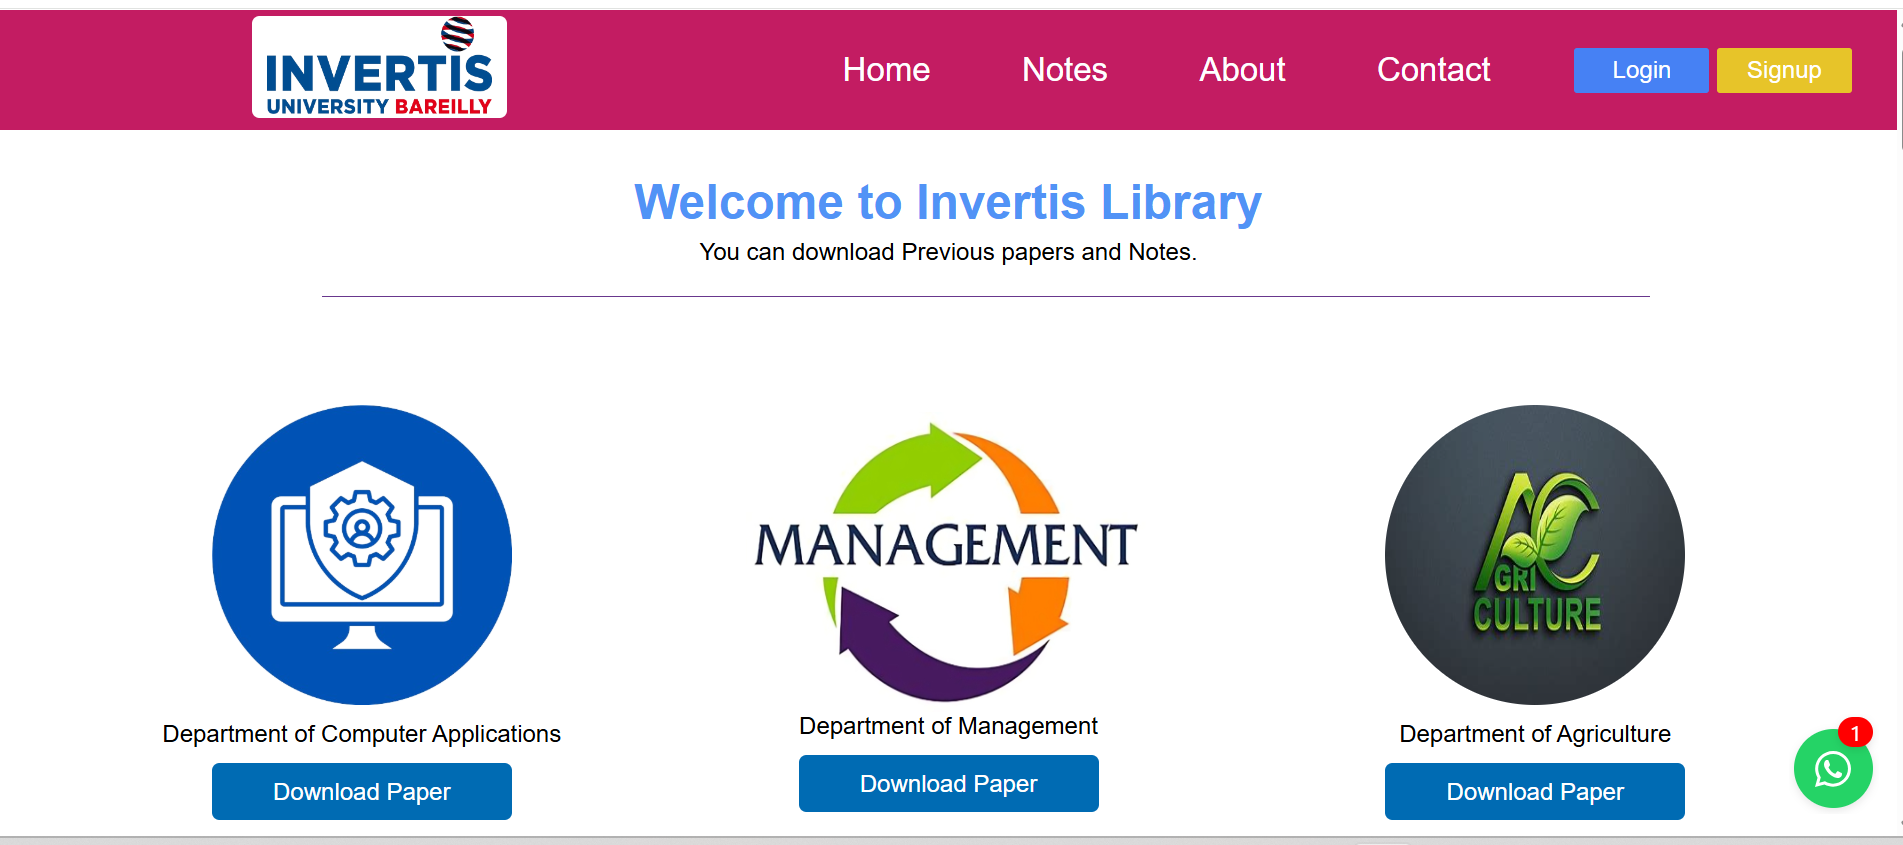 INVERTIS
UNIVERSITY BAREILLY
Home Notes About Contact Login Signup
Welcome to Invertis Library
You can download Previous papers and Notes.
MANAGEMENT
AGRI
CULTURE
Department of Computer Applications
Department of Management
Department of Agriculture
1
Download Paper
Download Paper
Download Paper